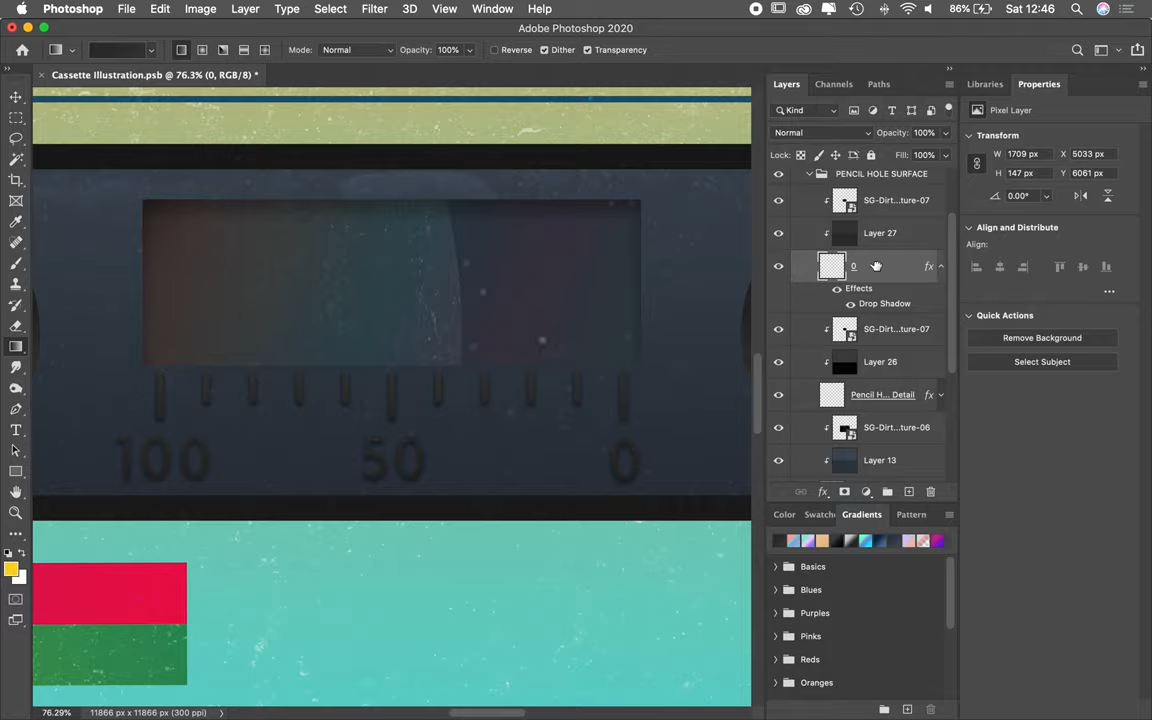 Photoshop File Edit Image Layer Type Select Filter 3D View Window Help 86% Sat 12:46
Adobe Photoshop 2020
Mode: Normal Opacity: 100% Reverse Dither Transparency
Cassette Illustration.psb @ 76.3% (0, RGB/8) *
100 50 0
76.29% 11866 px x 11866 px (300 ppi)
Layers Channels Paths
Kind
Normal Opacity: 100%
Lock: Fill: 100%
PENCIL HOLE SURFACE
SG-Dirt...ture-07
Layer 27
0 fx
Effects
Drop Shadow
SG-Dirt...ture-07
Layer 26
Pencil H... Detail fx
SG-Dirt...ture-06
Layer 13
fx
Color Swatche Gradients Pattern
Basics
Blues
Purples
Pinks
Reds
Oranges
Libraries Properties
Pixel Layer
Transform
W 1709 px X 5033 px
H 147 px Y 6061 px
0.00°
Align and Distribute
Align:
Quick Actions
Remove Background
Select Subject